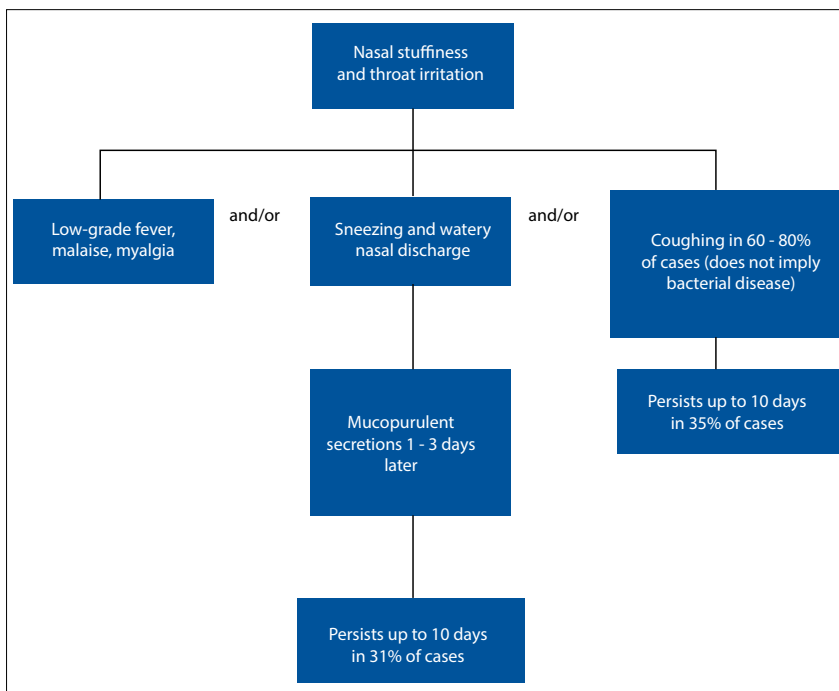 Nasal stuffiness
and throat irritation
Low-grade fever,
malaise, myalgia
and/or
Sneezing and watery
nasal discharge
and/or
Coughing in 60 - 80%
of cases (does not imply
bacterial disease)
Mucopurulent
secretions 1 - 3 days
later
Persists up to 10 days
in 35% of cases
Persists up to 10 days
in 31% of cases